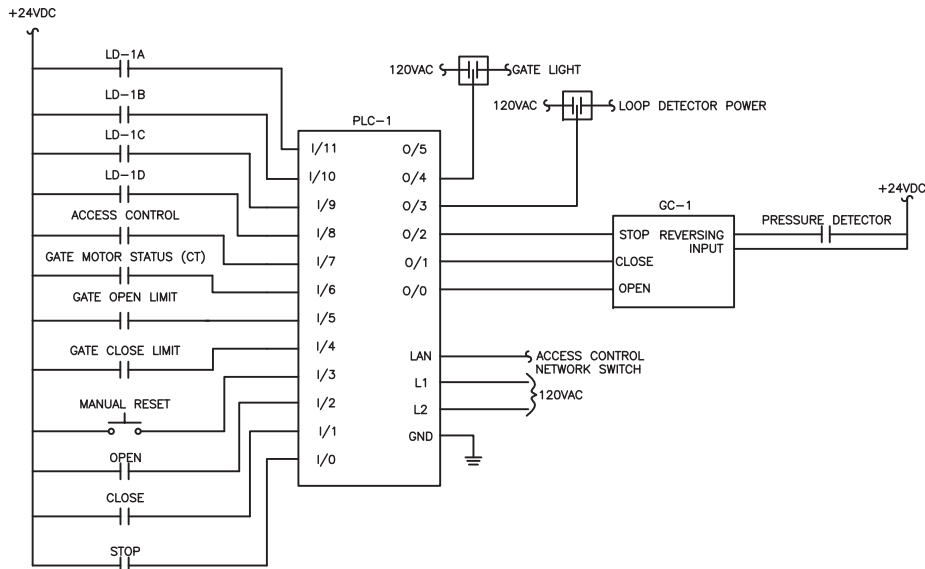 +24VDC
LD-1A
LD-1B
LD-1C
LD-1D
ACCESS CONTROL
GATE MOTOR STATUS (CT)
GATE OPEN LIMIT
GATE CLOSE LIMIT
MANUAL RESET
OPEN
CLOSE
STOP
PLC-1
I/11
I/10
I/9
I/8
I/7
I/6
I/5
I/4
I/3
I/2
I/1
I/0
O/5
O/4
O/3
O/2
O/1
O/0
LAN
L1
L2
GND
120VAC
GATE LIGHT
120VAC
LOOP DETECTOR POWER
GC-1
STOP
CLOSE
OPEN
REVERSING
INPUT
PRESSURE DETECTOR
+24VDC
ACCESS CONTROL
NETWORK SWITCH
120VAC